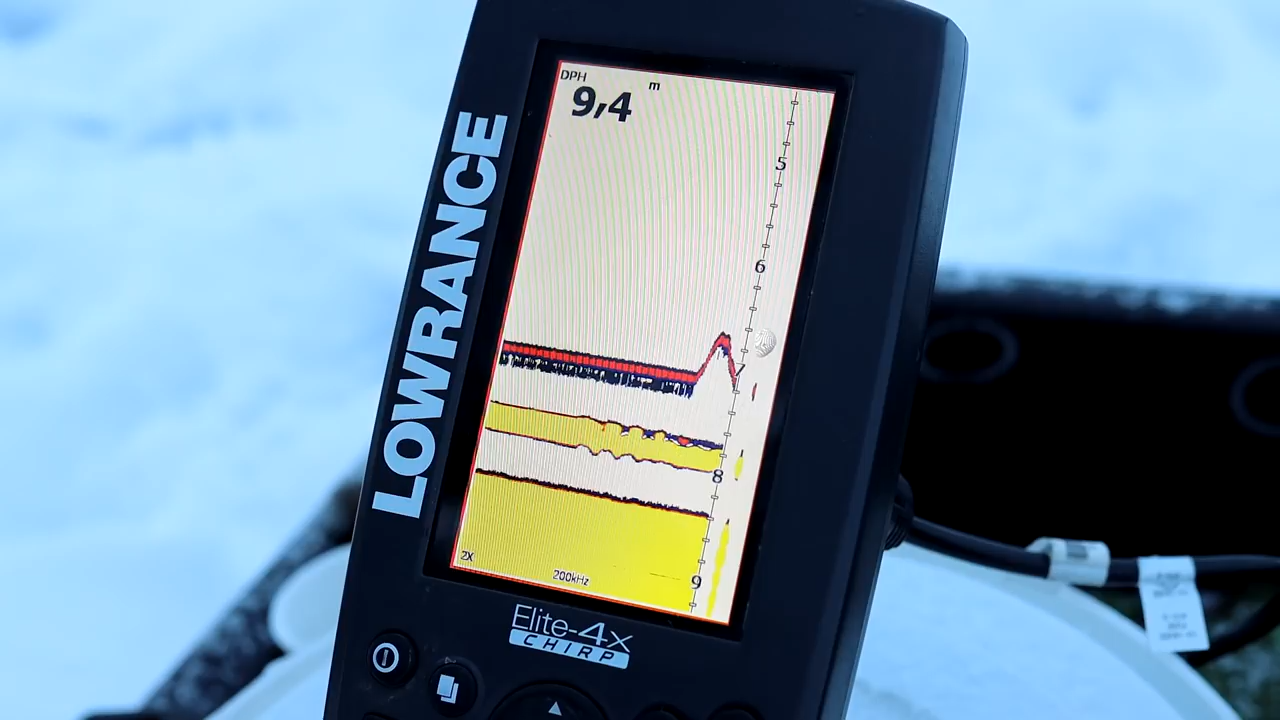 DPH
9,4 m
5
6
7
8
9
2X
200kHz
LOWRANCE
Elite-4x
CHIRP